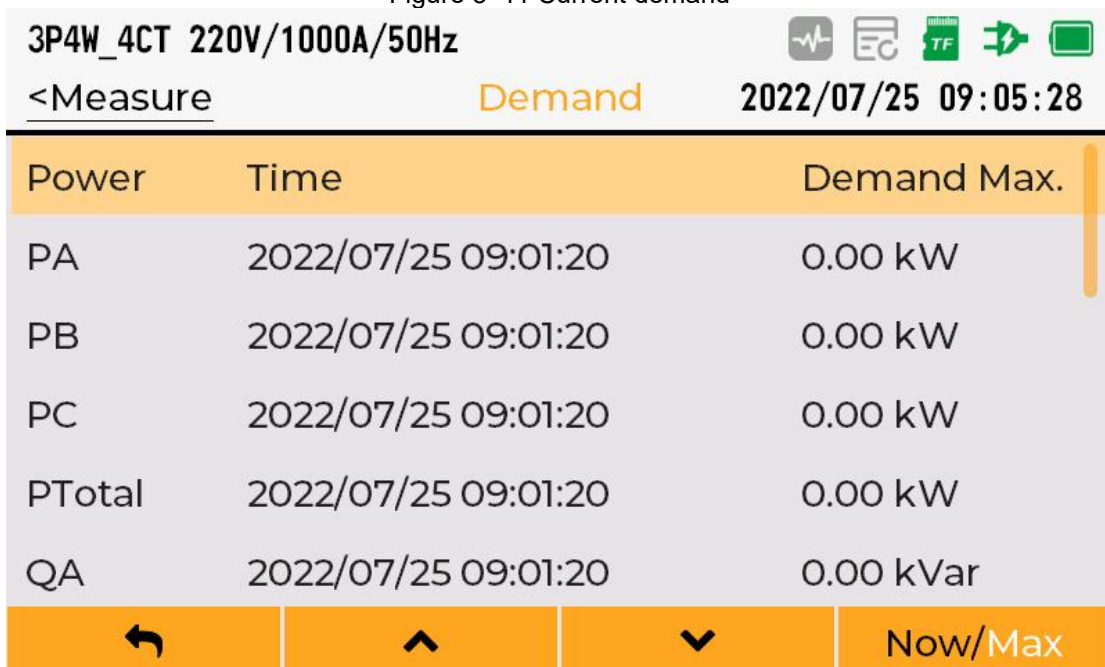 3P4W_4CT 220V/1000A/50Hz TF
<Measure Demand 2022/07/25 09:05:28
Power Time Demand Max.
PA 2022/07/25 09:01:20 0.00 kW
PB 2022/07/25 09:01:20 0.00 kW
PC 2022/07/25 09:01:20 0.00 kW
PTotal 2022/07/25 09:01:20 0.00 kW
QA 2022/07/25 09:01:20 0.00 kVar
Now/Max